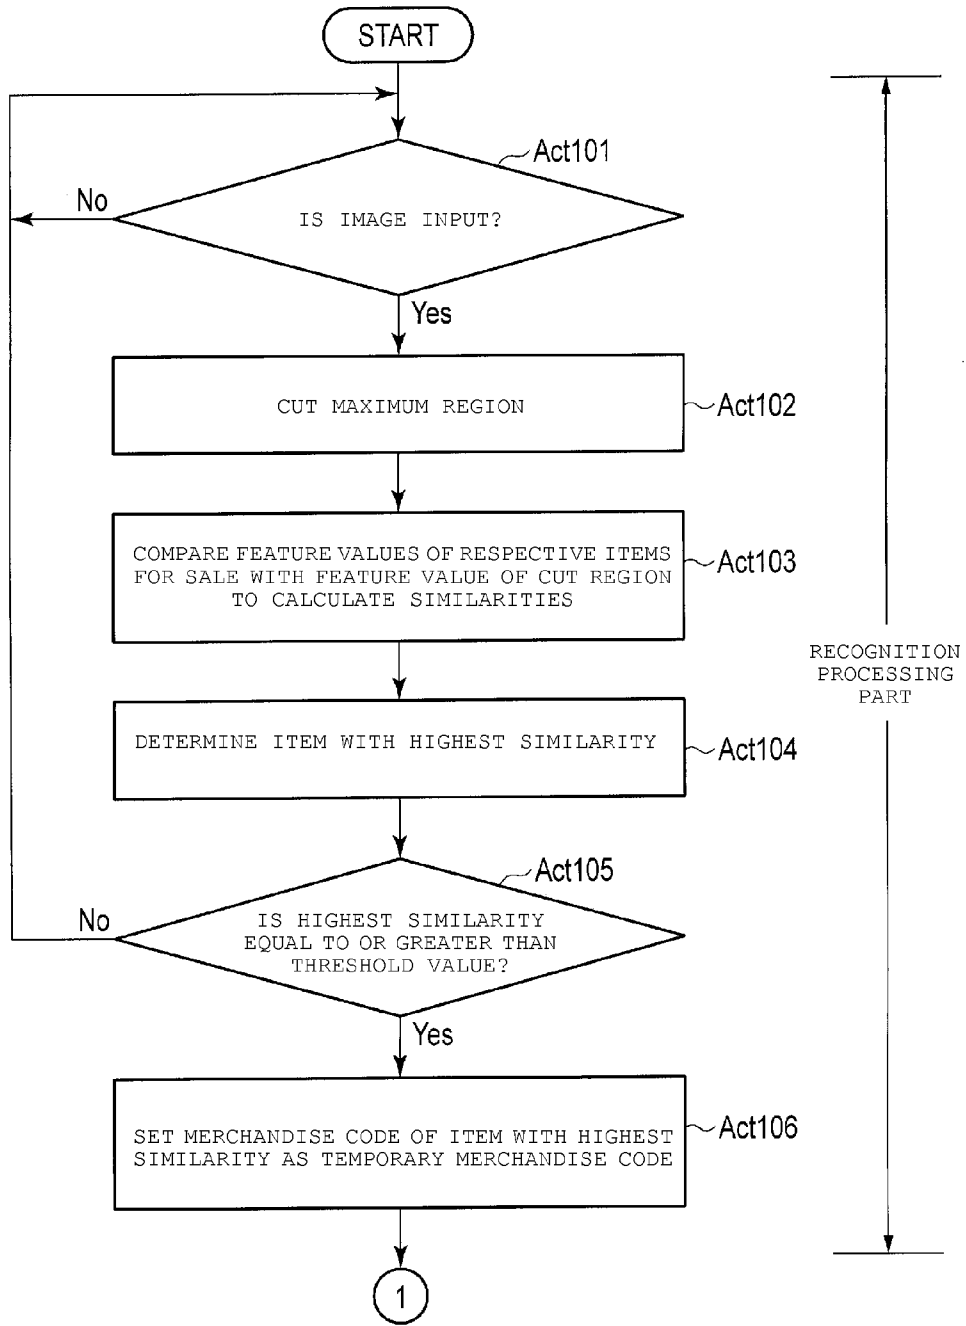 START
Act101
No
IS IMAGE INPUT?
Yes
CUT MAXIMUM REGION
Act102
COMPARE FEATURE VALUES OF RESPECTIVE ITEMS
FOR SALE WITH FEATURE VALUE OF CUT REGION
TO CALCULATE SIMILARITIES
Act103
RECOGNITION
PROCESSING
PART
DETERMINE ITEM WITH HIGHEST SIMILARITY
Act104
Act105
No
IS HIGHEST SIMILARITY
EQUAL TO OR GREATER THAN
THRESHOLD VALUE?
Yes
SET MERCHANDISE CODE OF ITEM WITH HIGHEST
SIMILARITY AS TEMPORARY MERCHANDISE CODE
Act106
1